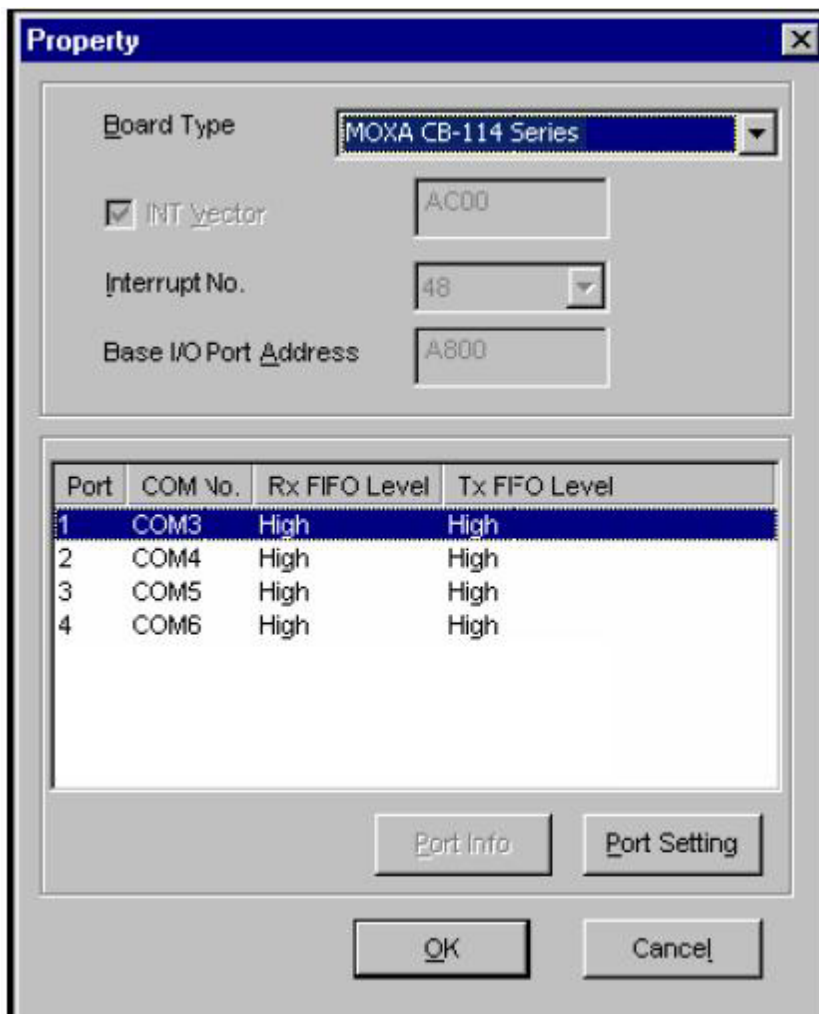 Property
Board Type MOXA CB-114 Series
INT Vector AC00
Interrupt No. 48
Base I/O Port Address A800
Port COM No. Rx FIFO Level Tx FIFO Level
1 COM3 High High
2 COM4 High High
3 COM5 High High
4 COM6 High High
Port Info Port Setting
OK Cancel